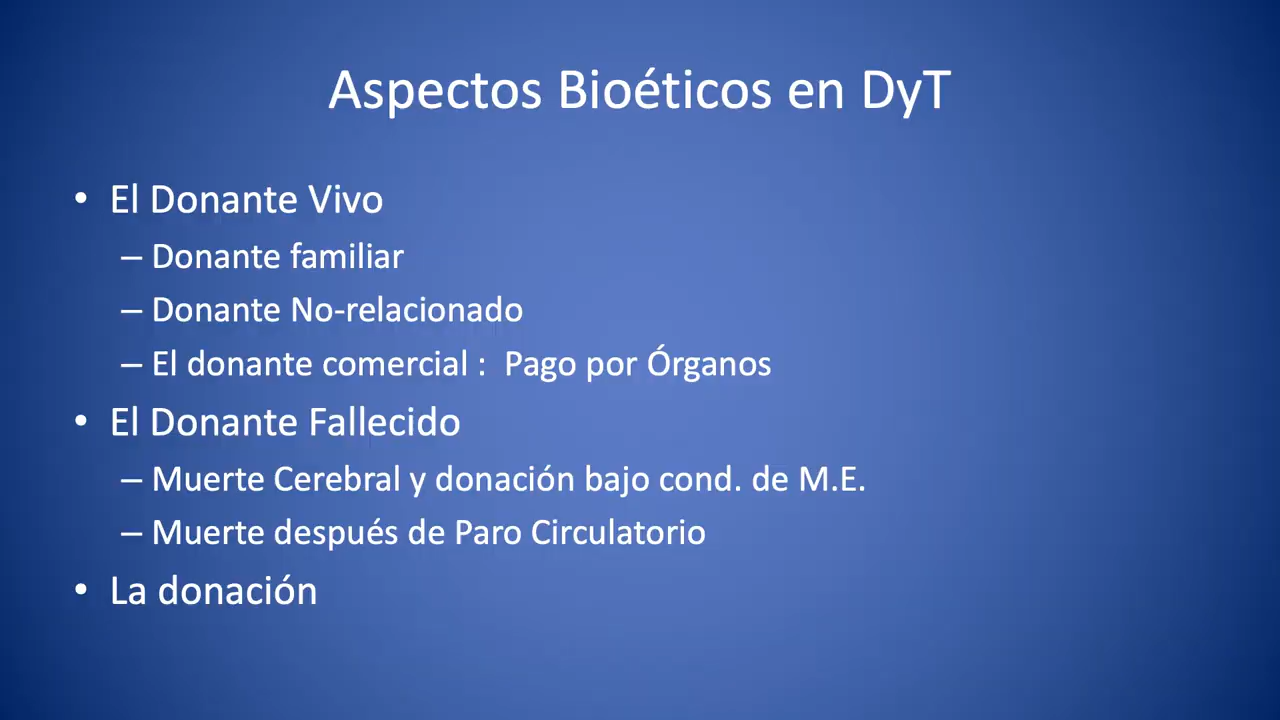 Aspectos Bioéticos en DyT
• El Donante Vivo
– Donante familiar
– Donante No-relacionado
– El donante comercial :  Pago por Órganos
• El Donante Fallecido
– Muerte Cerebral y donación bajo cond. de M.E.
– Muerte después de Paro Circulatorio
• La donación